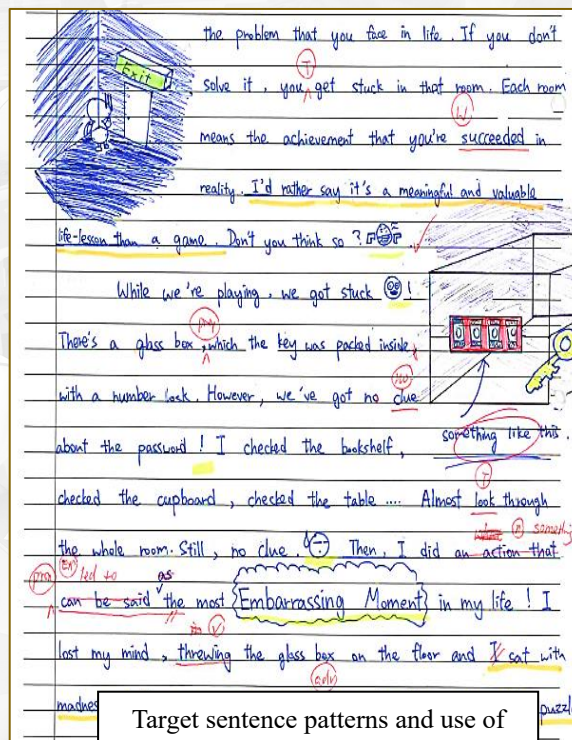 the problem that you face in life. If you don't
Exit
T
solve it, you ^ get stuck in that room. Each room
W
means the achievement that you're succeeded in
reality. I'd rather say it's a meaningful and valuable
life-lesson than a game. Don't you think so?
While we're playing, we got stuck !
There's a glass box, which the key was packed inside,
with a number lock. However, we've got no clue
about the password! I checked the bookshelf,
something like this.
checked the cupboard, checked the table .... Almost look through
T
something
the whole room. Still, no clue. Then, I did an action that
led to as
can be said the most Embarrassing Moment in my life! I
V
lost my mind, threwing the glass box on the floor and I sat with
adv
Target sentence patterns and use of